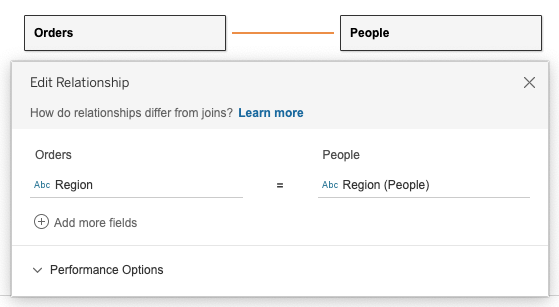 Orders People
Edit Relationship
How do relationships differ from joins? Learn more
Orders People
Abc Region = Abc Region (People)
Add more fields
Performance Options